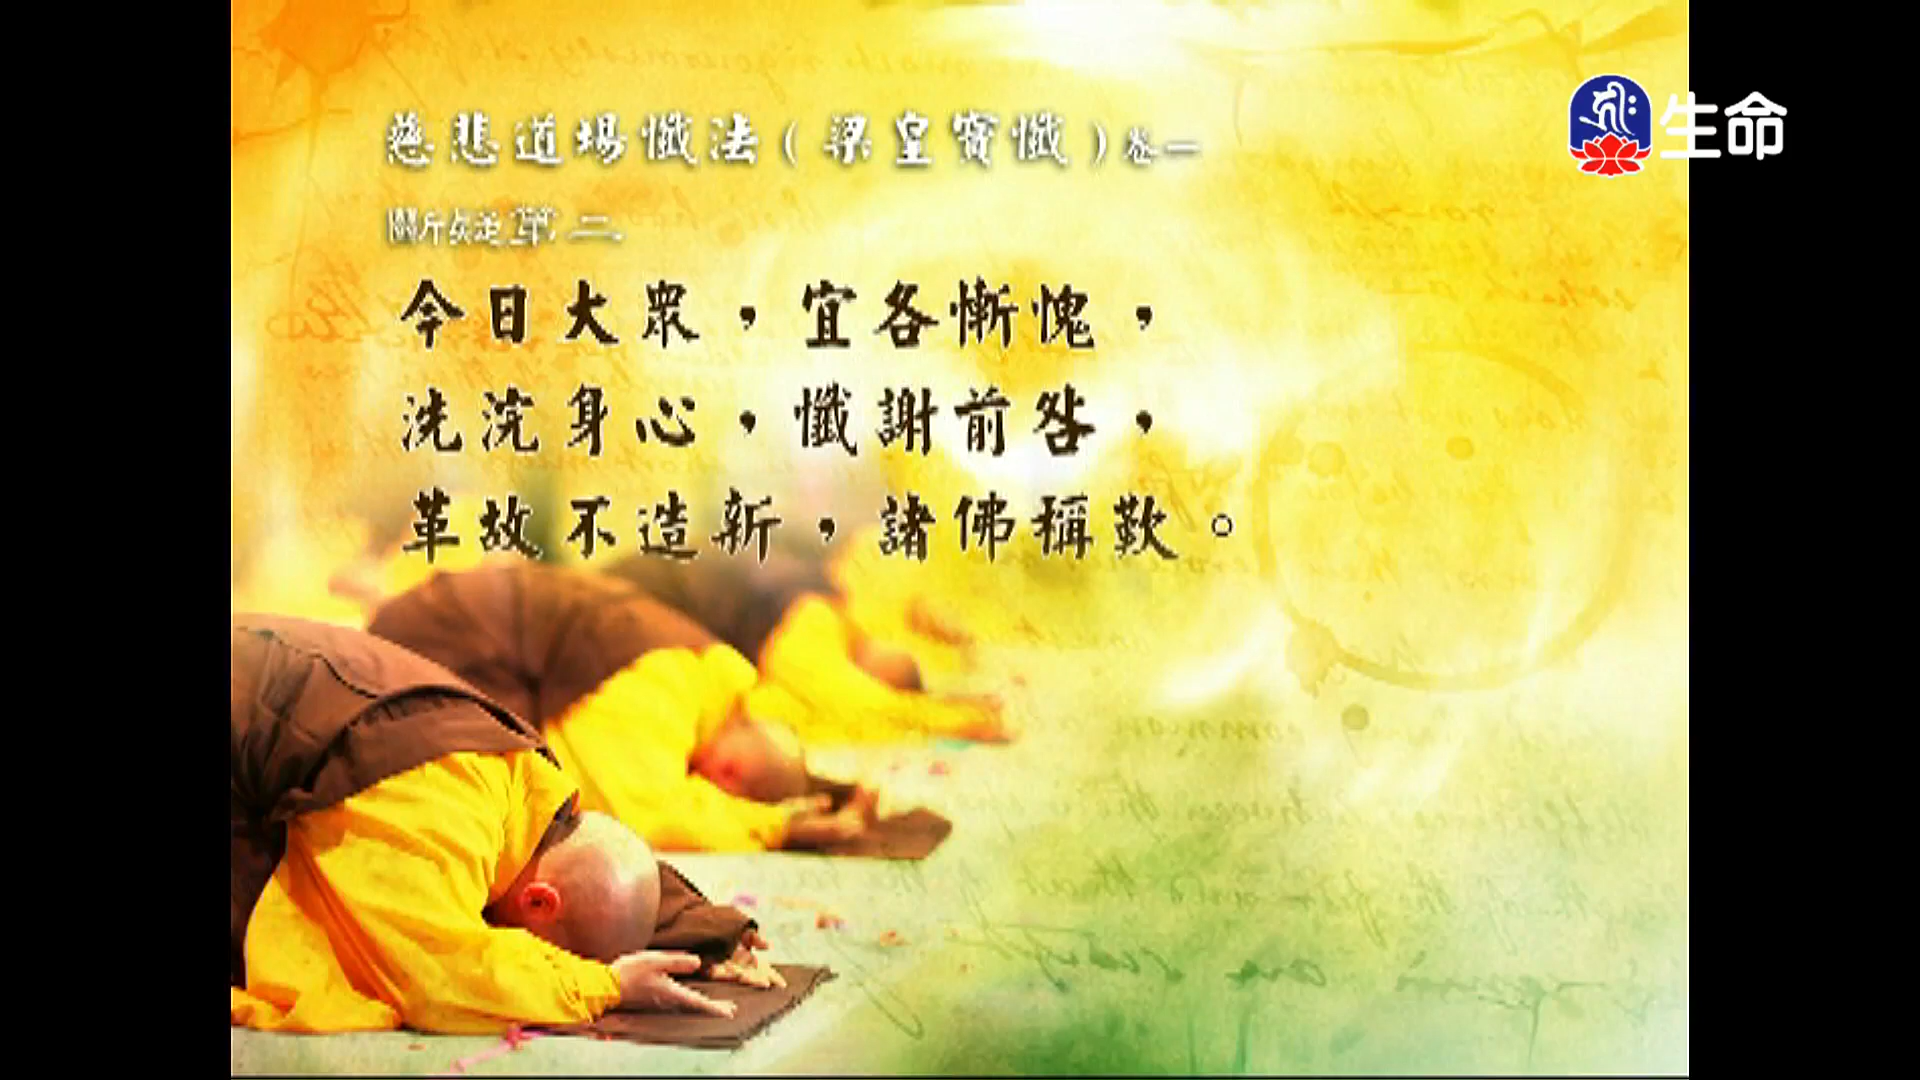 慈悲道場懺法(梁皇寶懺)卷一
生命
斷疑第二
今日大眾,宜各慚愧,
洗浣身心,懺謝前咎,
革故不造新,諸佛稱歎。